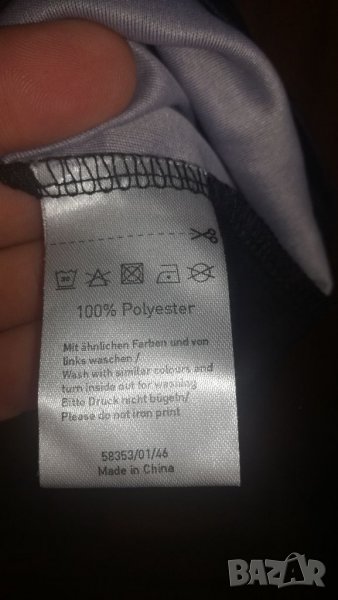 100% Polyester
Mit ähnlichen Farben und von
links waschen /
Wash with similar colours and
turn inside out for washing
Bitte Druck nicht bügeln/
Please do not iron print
58353/01/46
Made in China
BAZAR